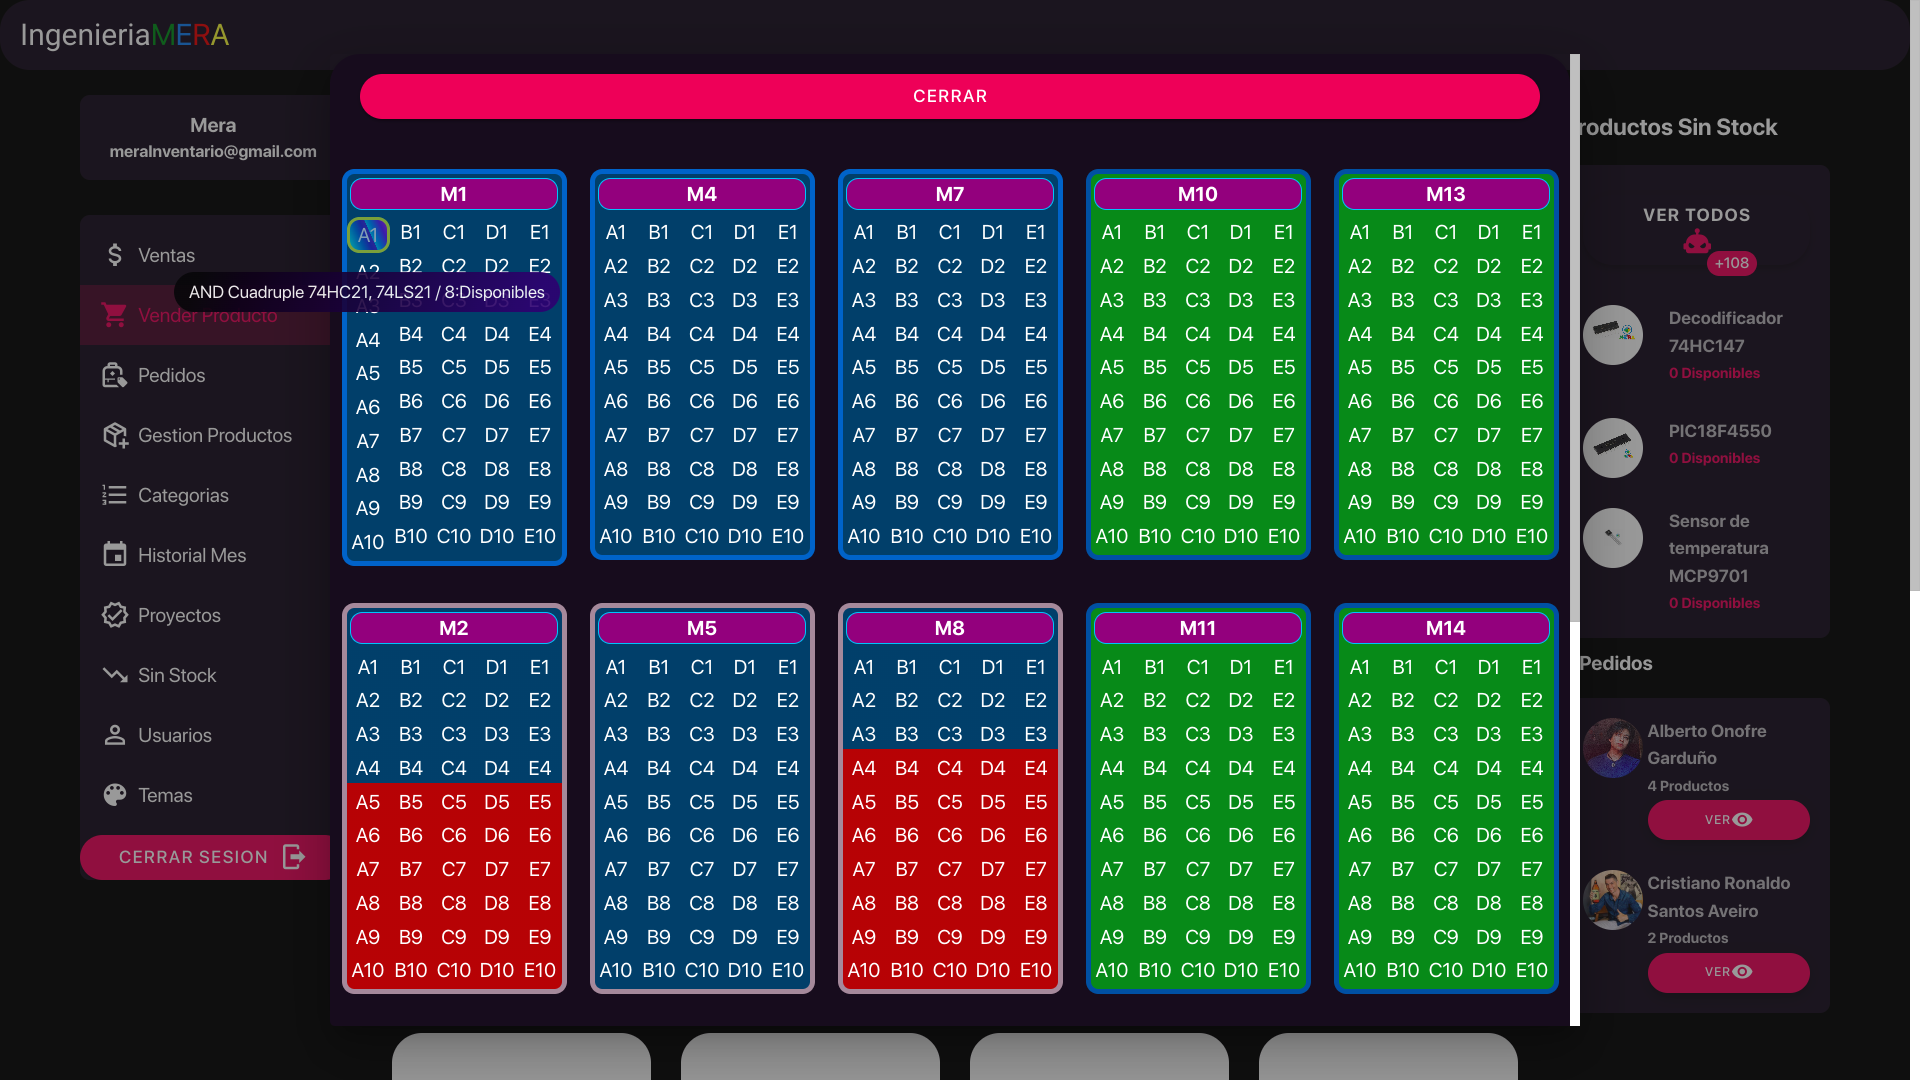 IngenieriaMERA
Mera
meraInventario@gmail.com
Ventas
Vender Producto
Pedidos
Gestion Productos
Categorias
Historial Mes
Proyectos
Sin Stock
Usuarios
Temas
CERRAR SESION
CERRAR
M1
A1 B1 C1 D1 E1
A2 B2 C2 D2 E2
AND Cuadruple 74HC21, 74LS21 / 8:Disponibles
A4 B4 C4 D4 E4
A5 B5 C5 D5 E5
A6 B6 C6 D6 E6
A7 B7 C7 D7 E7
A8 B8 C8 D8 E8
A9 B9 C9 D9 E9
A10 B10 C10 D10 E10
M4
A1 B1 C1 D1 E1
A2 B2 C2 D2 E2
A3 B3 C3 D3 E3
A4 B4 C4 D4 E4
A5 B5 C5 D5 E5
A6 B6 C6 D6 E6
A7 B7 C7 D7 E7
A8 B8 C8 D8 E8
A9 B9 C9 D9 E9
A10 B10 C10 D10 E10
M7
A1 B1 C1 D1 E1
A2 B2 C2 D2 E2
A3 B3 C3 D3 E3
A4 B4 C4 D4 E4
A5 B5 C5 D5 E5
A6 B6 C6 D6 E6
A7 B7 C7 D7 E7
A8 B8 C8 D8 E8
A9 B9 C9 D9 E9
A10 B10 C10 D10 E10
M10
A1 B1 C1 D1 E1
A2 B2 C2 D2 E2
A3 B3 C3 D3 E3
A4 B4 C4 D4 E4
A5 B5 C5 D5 E5
A6 B6 C6 D6 E6
A7 B7 C7 D7 E7
A8 B8 C8 D8 E8
A9 B9 C9 D9 E9
A10 B10 C10 D10 E10
M13
A1 B1 C1 D1 E1
A2 B2 C2 D2 E2
A3 B3 C3 D3 E3
A4 B4 C4 D4 E4
A5 B5 C5 D5 E5
A6 B6 C6 D6 E6
A7 B7 C7 D7 E7
A8 B8 C8 D8 E8
A9 B9 C9 D9 E9
A10 B10 C10 D10 E10
M2
A1 B1 C1 D1 E1
A2 B2 C2 D2 E2
A3 B3 C3 D3 E3
A4 B4 C4 D4 E4
A5 B5 C5 D5 E5
A6 B6 C6 D6 E6
A7 B7 C7 D7 E7
A8 B8 C8 D8 E8
A9 B9 C9 D9 E9
A10 B10 C10 D10 E10
M5
A1 B1 C1 D1 E1
A2 B2 C2 D2 E2
A3 B3 C3 D3 E3
A4 B4 C4 D4 E4
A5 B5 C5 D5 E5
A6 B6 C6 D6 E6
A7 B7 C7 D7 E7
A8 B8 C8 D8 E8
A9 B9 C9 D9 E9
A10 B10 C10 D10 E10
M8
A1 B1 C1 D1 E1
A2 B2 C2 D2 E2
A3 B3 C3 D3 E3
A4 B4 C4 D4 E4
A5 B5 C5 D5 E5
A6 B6 C6 D6 E6
A7 B7 C7 D7 E7
A8 B8 C8 D8 E8
A9 B9 C9 D9 E9
A10 B10 C10 D10 E10
M11
A1 B1 C1 D1 E1
A2 B2 C2 D2 E2
A3 B3 C3 D3 E3
A4 B4 C4 D4 E4
A5 B5 C5 D5 E5
A6 B6 C6 D6 E6
A7 B7 C7 D7 E7
A8 B8 C8 D8 E8
A9 B9 C9 D9 E9
A10 B10 C10 D10 E10
M14
A1 B1 C1 D1 E1
A2 B2 C2 D2 E2
A3 B3 C3 D3 E3
A4 B4 C4 D4 E4
A5 B5 C5 D5 E5
A6 B6 C6 D6 E6
A7 B7 C7 D7 E7
A8 B8 C8 D8 E8
A9 B9 C9 D9 E9
A10 B10 C10 D10 E10
roductos Sin Stock
VER TODOS
+108
Decodificador
74HC147
0 Disponibles
PIC18F4550
0 Disponibles
Sensor de
temperatura
MCP9701
0 Disponibles
Pedidos
Alberto Onofre
Garduño
4 Productos
VER
Cristiano Ronaldo
Santos Aveiro
2 Productos
VER